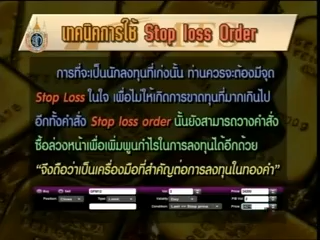 เทคนิคการใช้ Stop loss Order
การที่จะเป็นนักลงทุนที่เก่งนั้น ท่านควรจะต้องมีจุด
Stop Loss ในใจ เพื่อไม่ให้เกิดการขาดทุนที่มากเกินไป
อีกทั้งคำสั่ง Stop loss order นั้นยังสามารถวางคำสั่ง
ซื้อล่วงหน้าเพื่อเพิ่มพูนกำไรในการลงทุนได้อีกด้วย
“จึงถือว่าเป็นเครื่องมือที่สำคัญต่อการลงทุนในทองคำ”
Position Type Validity
Condition